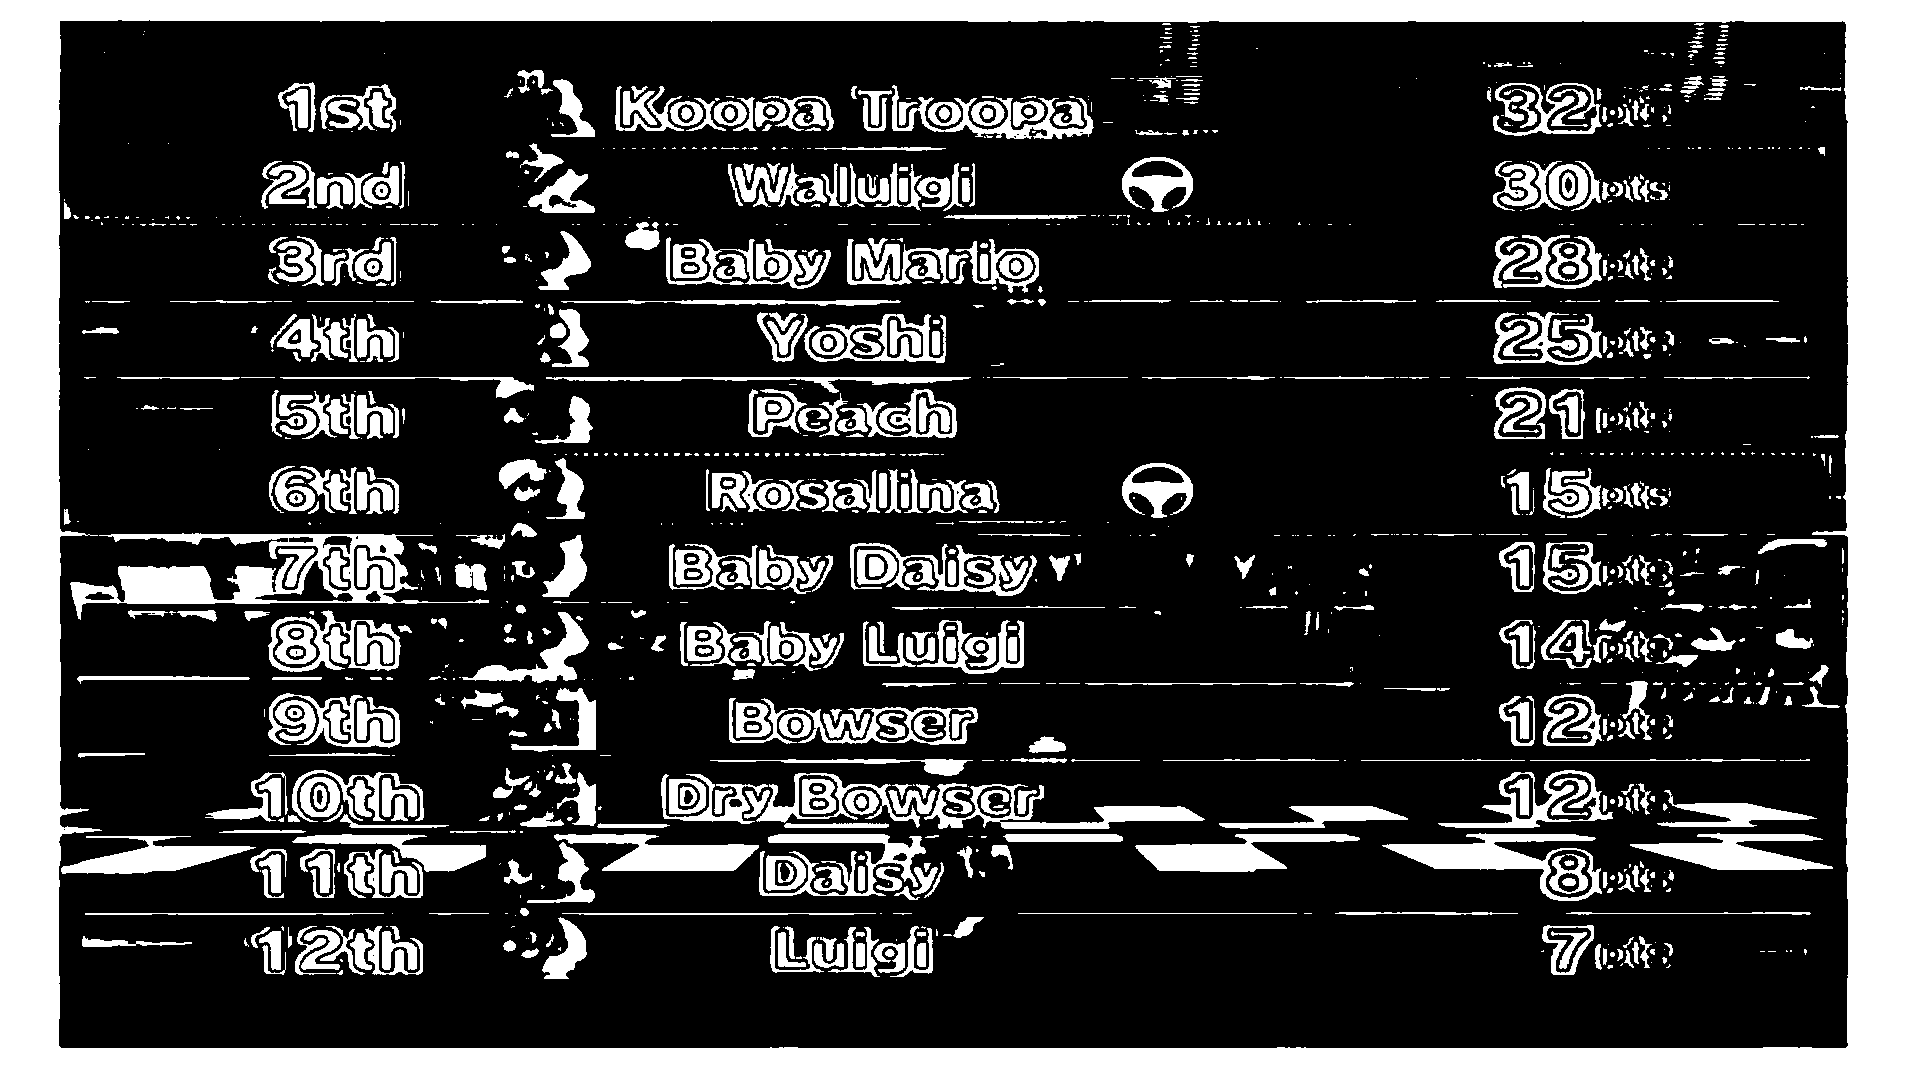 1st Koopa Troopa 32pts
2nd Waluigi 30pts
3rd Baby Mario 28pts
4th Yoshi 25pts
5th Peach 21pts
6th Rosalina 15pts
7th Baby Daisy 15pts
8th Baby Luigi 14pts
9th Bowser 12pts
10th Dry Bowser 12pts
11th Daisy 8pts
12th Luigi 7pts